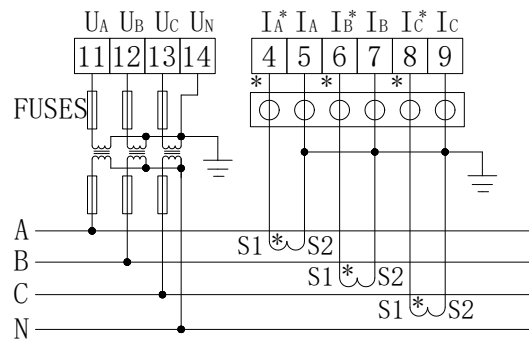 UA UB UC UN IA* IA IB* IB IC* IC
11 12 13 14 4 5 6 7 8 9
* * *
FUSES
A S1 * S2
B S1 * S2
C S1 * S2
N